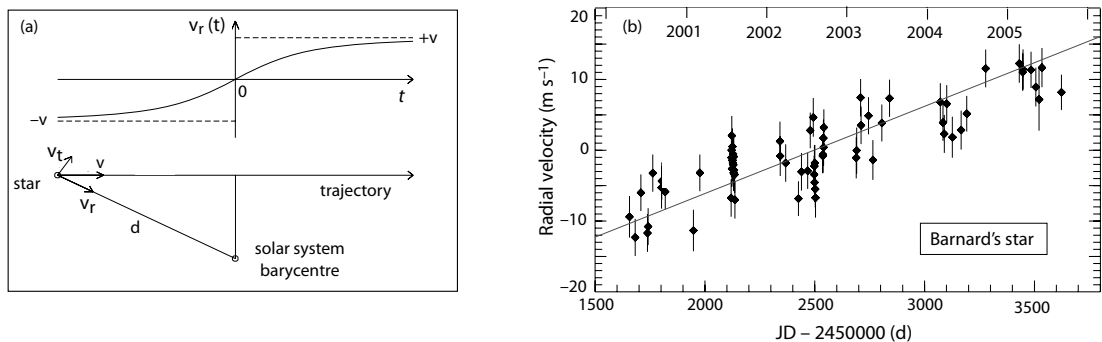 (a)
v_r (t)
+v
0
t
−v
v_t
v
star
trajectory
v_r
d
solar system
barycentre
(b)
2001 2002 2003 2004 2005
20
10
0
−10
−20
Radial velocity (m s⁻¹)
Barnard's star
1500 2000 2500 3000 3500
JD − 2450000 (d)